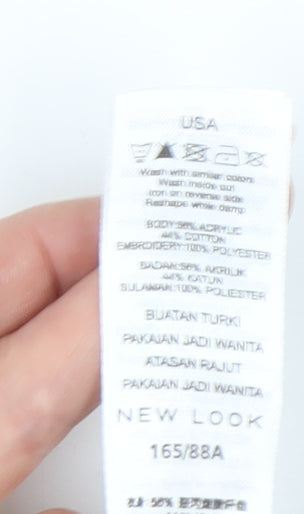 USA
Wash with similar colors
Wash inside out
Iron on reverse side
Reshape while damp
BODY:56% ACRYLIC
44% COTTON
EMBROIDERY:100% POLYESTER
BADAN:56% AKRILIK
44% KATUN
SULAMAN:100% POLIESTER
BUATAN TURKI
PAKAIAN JADI WANITA
ATASAN RAJUT
PAKAIAN JADI WANITA
NEW LOOK
165/88A
56%